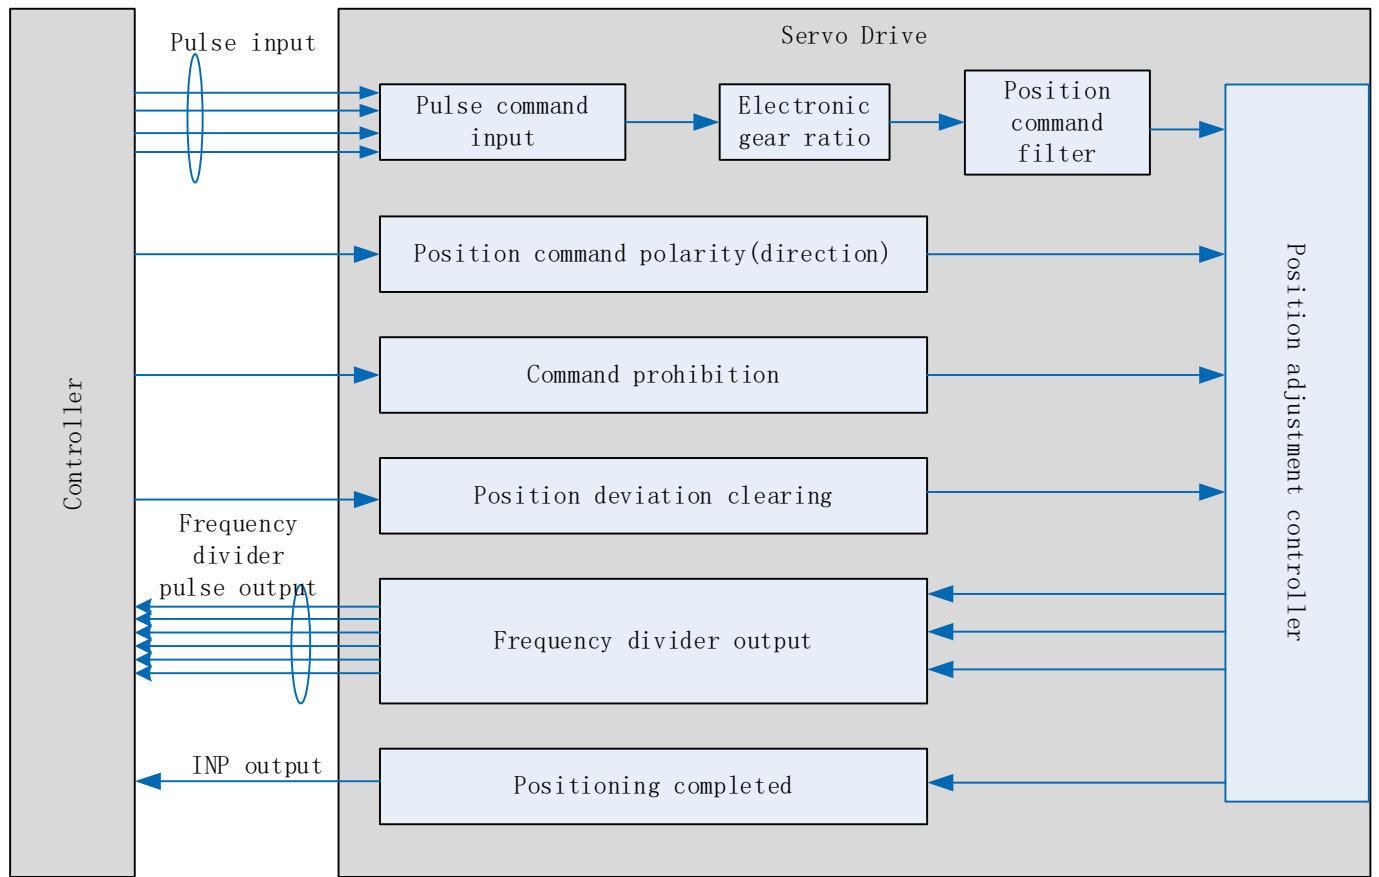 Pulse input
Servo Drive
Pulse command
input
Electronic
gear ratio
Position
command
filter
Position command polarity(direction)
Command prohibition
Controller
Position adjustment controller
Position deviation clearing
Frequency
divider
pulse output
Frequency divider output
INP output
Positioning completed